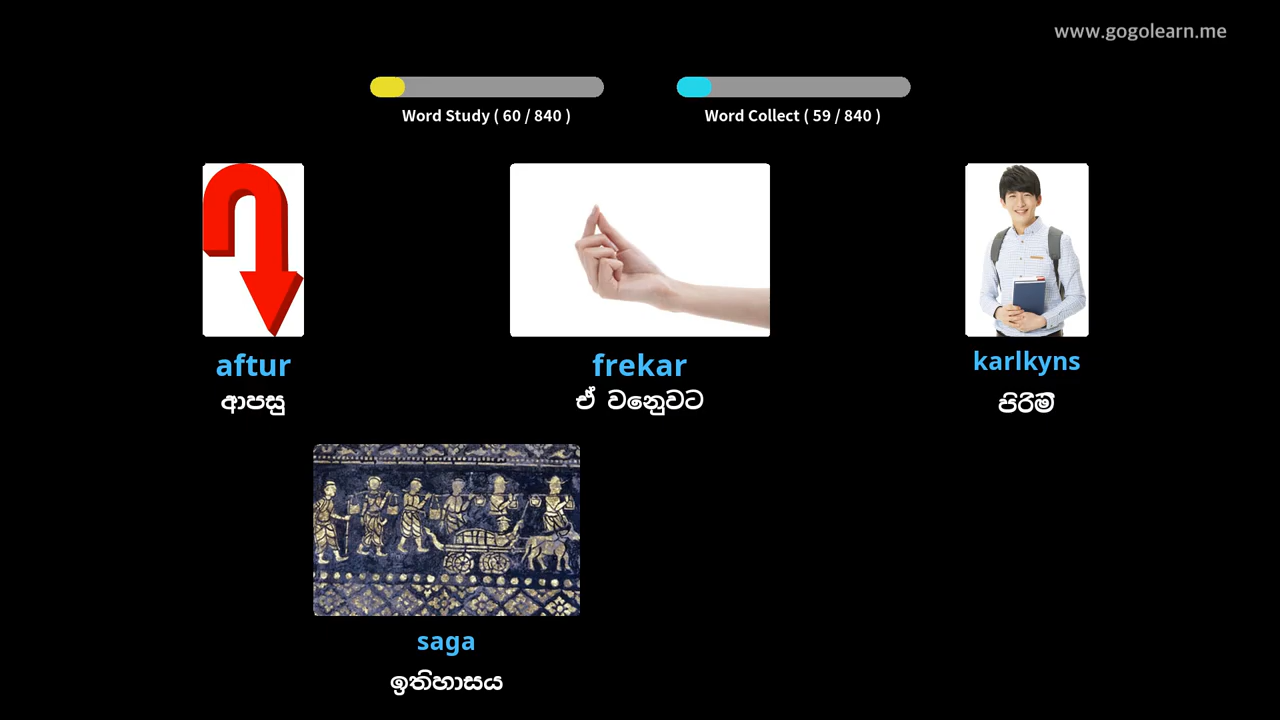 www.gogolearn.me
Word Study ( 60 / 840 )
Word Collect ( 59 / 840 )
aftur
ආපසු
frekar
ඒ වනෙුවට
karlkyns
පිරිමි
saga
ඉතිහාසය